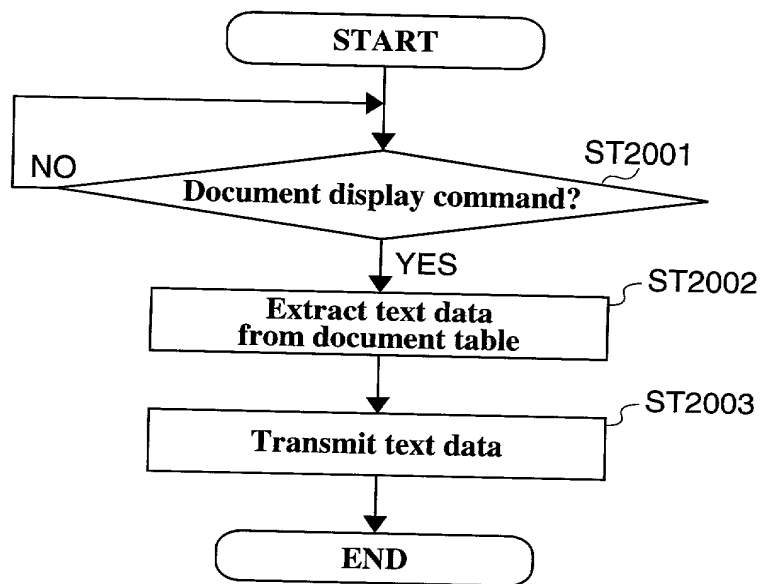 START
ST2001
NO
Document display command?
YES
ST2002
Extract text data
from document table
ST2003
Transmit text data
END